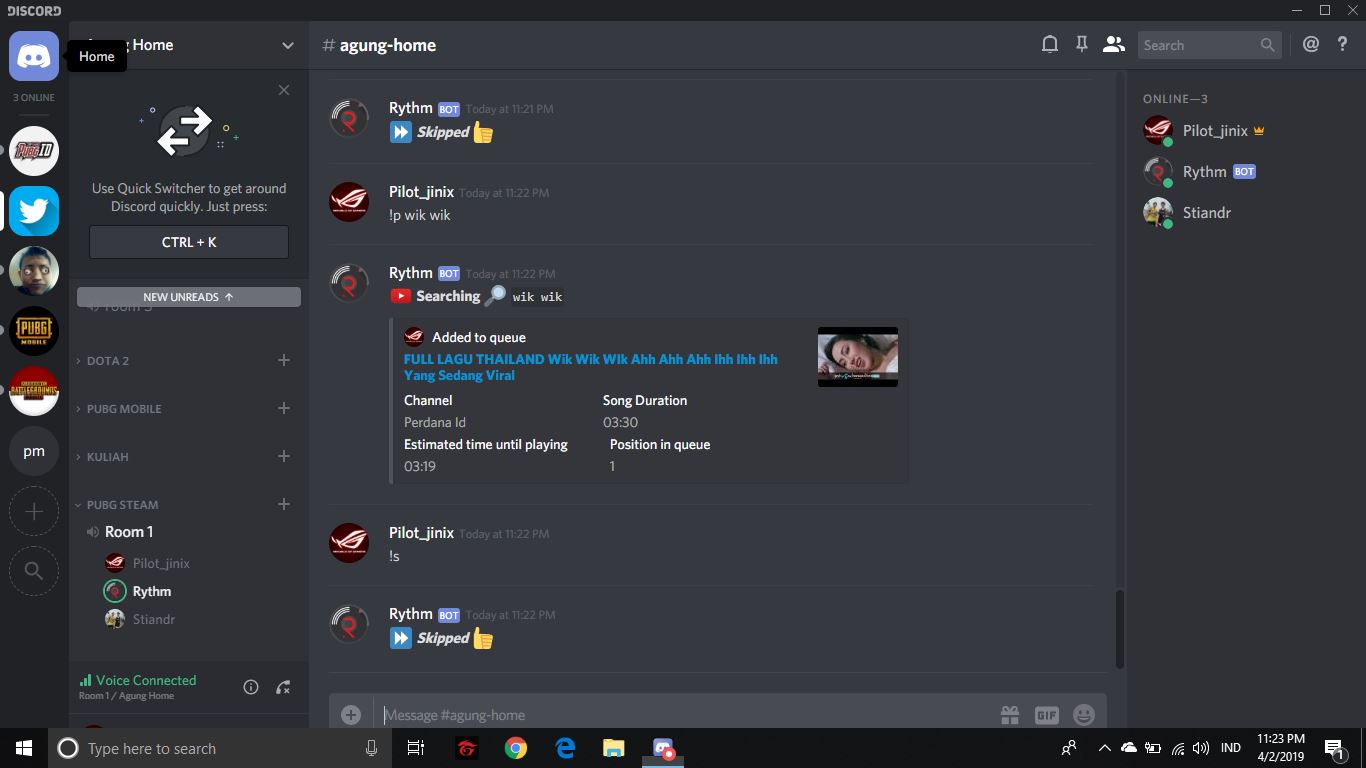 DISCORD
Home
Home
3 ONLINE
PUBG ID
PUBG
MOBILE
BATTLEGROUNDS
pm
Use Quick Switcher to get around
Discord quickly. Just press:
CTRL + K
NEW UNREADS ↑
DOTA 2
PUBG MOBILE
KULIAH
PUBG STEAM
Room 1
Pilot_jinix
Rythm
Stiandr
Voice Connected
Room 1 / Agung Home
# agung-home
Search
Rythm BOT Today at 11:21 PM
Skipped
Pilot_jinix Today at 11:22 PM
!p wik wik
Rythm BOT Today at 11:22 PM
Searching wik wik
Added to queue
FULL LAGU THAILAND Wik Wik WIk Ahh Ahh Ahh Ihh Ihh Ihh
Yang Sedang Viral
Channel Song Duration
Perdana Id 03:30
Estimated time until playing Position in queue
03:19 1
Pilot_jinix Today at 11:22 PM
!s
Rythm BOT Today at 11:22 PM
Skipped
Message #agung-home
GIF
ONLINE—3
Pilot_jinix
Rythm BOT
Stiandr
Type here to search
IND
11:23 PM
4/2/2019
1